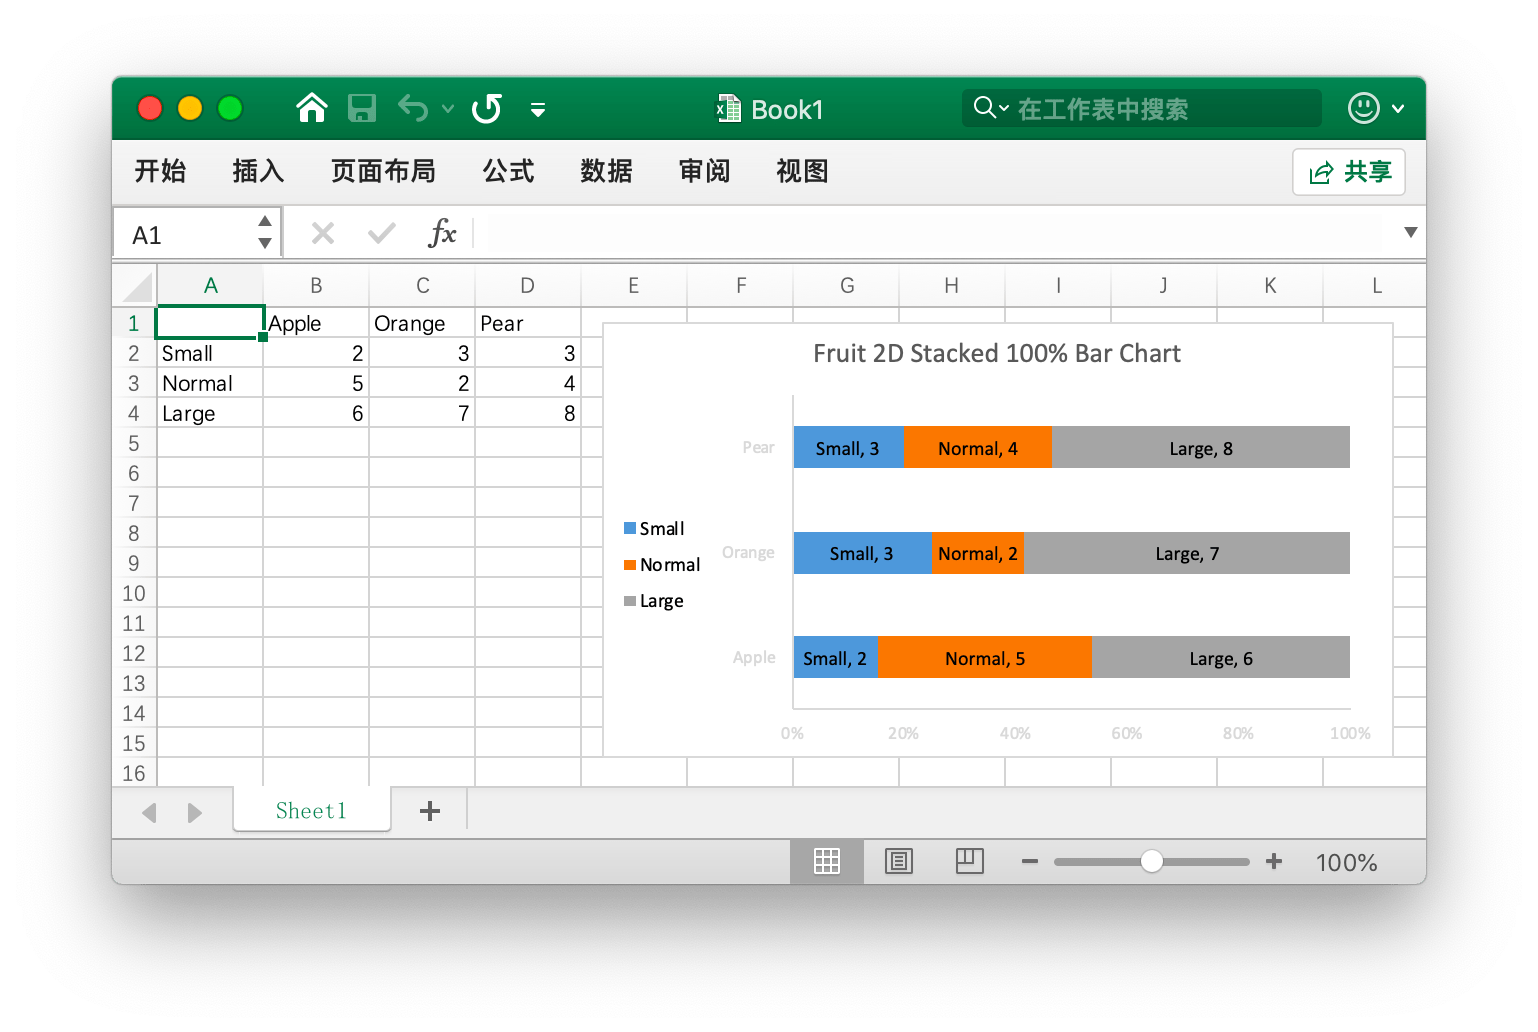 Book1
在工作表中搜索
开始 插入 页面布局 公式 数据 审阅 视图 共享
A1 fx
A B C D E F G H I J K L
1 Apple Orange Pear
2 Small 2 3 3
3 Normal 5 2 4
4 Large 6 7 8
5
6
7
8
9
10
11
12
13
14
15
16
Fruit 2D Stacked 100% Bar Chart
Pear Small, 3 Normal, 4 Large, 8
Small
Normal
Large
Orange Small, 3 Normal, 2 Large, 7
Apple Small, 2 Normal, 5 Large, 6
0% 20% 40% 60% 80% 100%
Sheet1
100%